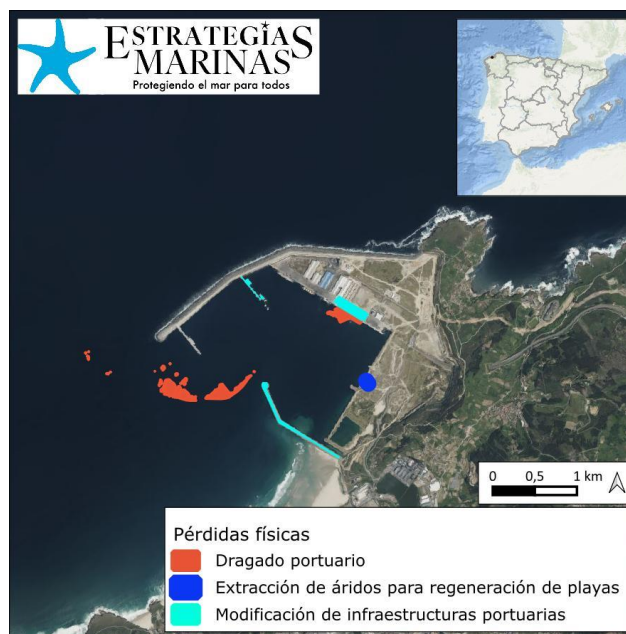 ESTRATEGIAS
MARINAS
Protegiendo el mar para todos
0 0,5 1 km
Pérdidas físicas
Dragado portuario
Extracción de áridos para regeneración de playas
Modificación de infraestructuras portuarias